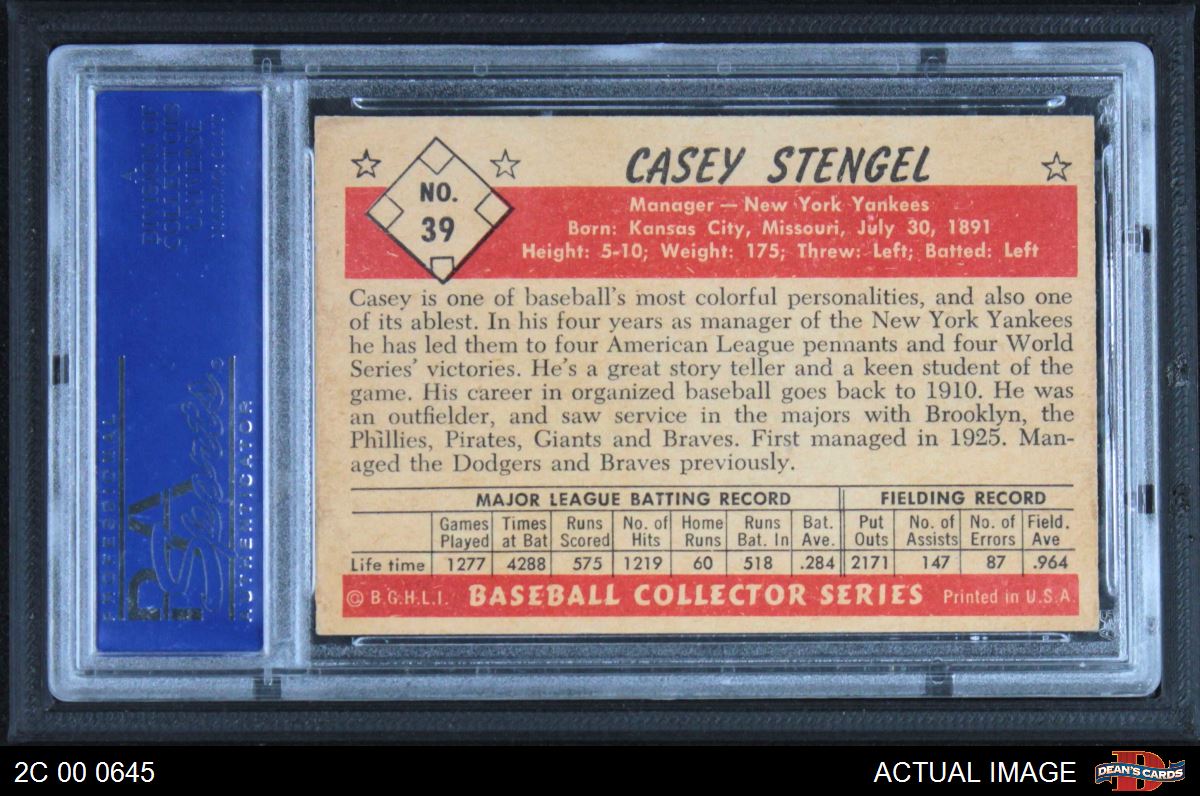 A
DIVISION OF
COLLECTORS
UNIVERSE
PROFESSIONAL
PSA
Sports
AUTHENTICATOR
NO.
39
CASEY STENGEL
Manager — New York Yankees
Born: Kansas City, Missouri, July 30, 1891
Height: 5-10; Weight: 175; Threw: Left; Batted: Left
Casey is one of baseball's most colorful personalities, and also one
of its ablest. In his four years as manager of the New York Yankees
he has led them to four American League pennants and four World
Series' victories. He's a great story teller and a keen student of the
game. His career in organized baseball goes back to 1910. He was
an outfielder, and saw service in the majors with Brooklyn, the
Phillies, Pirates, Giants and Braves. First managed in 1925. Man-
aged the Dodgers and Braves previously.
MAJOR LEAGUE BATTING RECORD FIELDING RECORD
Games Times Runs No. of Home Runs Bat. Put No. of No. of Field.
Played at Bat Scored Hits Runs Bat. In Ave. Outs Assists Errors Ave
Life time 1277 4288 575 1219 60 518 .284 2171 147 87 .964
© B.G.H.L.I. BASEBALL COLLECTOR SERIES Printed in U.S.A.
2C 00 0645
ACTUAL IMAGE
DEAN'S CARDS